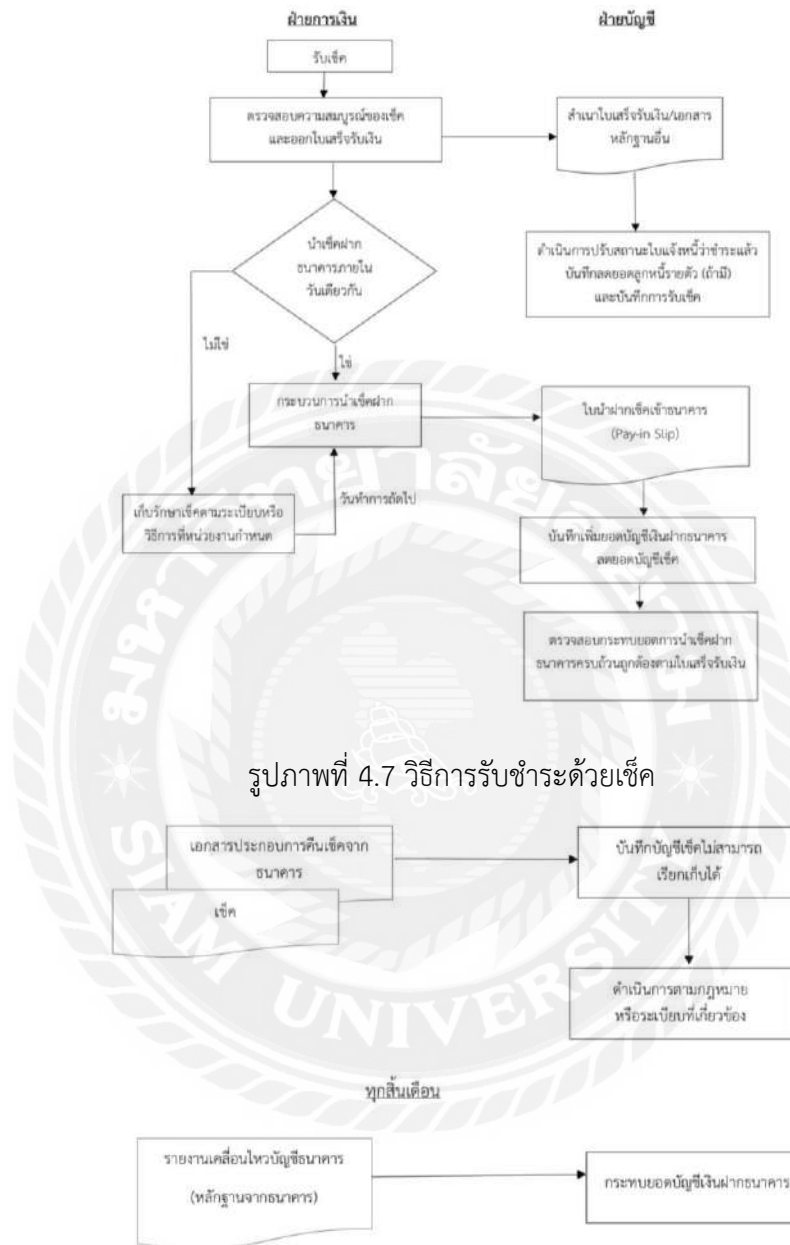 ฝ่ายการเงิน
ฝ่ายบัญชี
รับเช็ค
ตรวจสอบความสมบูรณ์ของเช็ค
และออกใบเสร็จรับเงิน
สำเนาใบเสร็จรับเงิน/เอกสาร
หลักฐานอื่น
นำเช็คฝาก
ธนาคารภายใน
วันเดียวกัน
ดำเนินการปรับสถานะใบแจ้งหนี้ว่าชำระแล้ว
บันทึกลดยอดลูกหนี้รายตัว (ถ้ามี)
และบันทึกการรับเช็ค
ไม่ใช่
ใช่
กระบวนการนำเช็คฝาก
ธนาคาร
ใบนำฝากเช็คเข้าธนาคาร
(Pay-in Slip)
เก็บรักษาเช็คตามระเบียบหรือ
วิธีการที่หน่วยงานกำหนด
วันทำการถัดไป
บันทึกเพิ่มยอดบัญชีเงินฝากธนาคาร
ลดยอดบัญชีเช็ค
ตรวจสอบกระทบยอดการนำเช็คฝาก
ธนาคารครบถ้วนถูกต้องตามใบเสร็จรับเงิน
รูปภาพที่ 4.7 วิธีการรับชำระด้วยเช็ค
เอกสารประกอบการคืนเช็คจาก
ธนาคาร
เช็ค
บันทึกบัญชีเช็คไม่สามารถ
เรียกเก็บได้
ดำเนินการตามกฎหมาย
หรือระเบียบที่เกี่ยวข้อง
ทุกสิ้นเดือน
รายงานเคลื่อนไหวบัญชีธนาคาร
(หลักฐานจากธนาคาร)
กระทบยอดบัญชีเงินฝากธนาคาร
มหาวิทยาลัยสยาม
SIAM UNIVERSITY